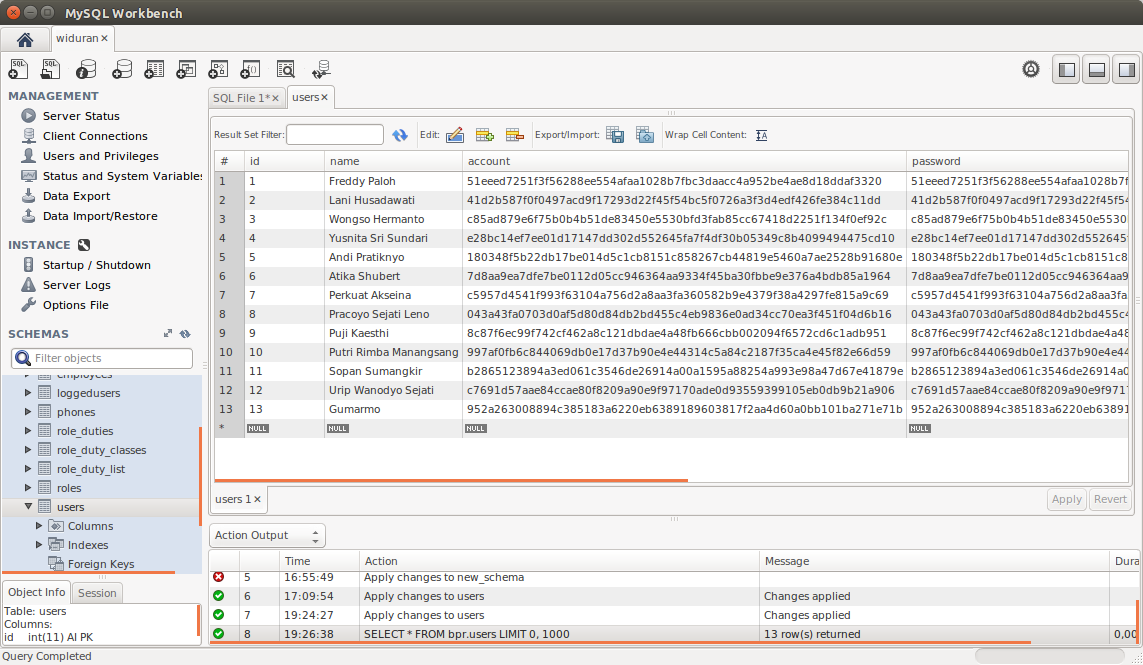 MySQL Workbench
widuran
MANAGEMENT
Server Status
Client Connections
Users and Privileges
Status and System Variables
Data Export
Data Import/Restore
INSTANCE
Startup / Shutdown
Server Logs
Options File
SCHEMAS
Filter objects
employees
loggedusers
phones
role_duties
role_duty_classes
role_duty_list
roles
users
Columns
Indexes
Foreign Keys
Object Info Session
Table: users
Columns:
id int(11) AI PK
SQL File 1* users
Result Set Filter: Edit: Export/Import: Wrap Cell Content:
# id name account password
1 1 Freddy Paloh 51eeed7251f3f56288ee554afaa1028b7fbc3daacc4a952be4ae8d18ddaf3320 51eeed7251f3f56288ee554afaa1028b7f
2 2 Lani Husadawati 41d2b587f0f0497acd9f17293d22f45f54bc5f0726a3f3d4edf426fe384c11dd 41d2b587f0f0497acd9f17293d22f45f54
3 3 Wongso Hermanto c85ad879e6f75b0b4b51de83450e5530bfd3fab85cc67418d2251f134f0ef92c c85ad879e6f75b0b4b51de83450e5530
4 4 Yusnita Sri Sundari e28bc14ef7ee01d17147dd302d552645fa7f4df30b05349c8b4099494475cd10 e28bc14ef7ee01d17147dd302d552645
5 5 Andi Pratiknyo 180348f5b22db17be014d5c1cb8151c858267cb44819e5460a7ae2528b91680e 180348f5b22db17be014d5c1cb8151c8
6 6 Atika Shubert 7d8aa9ea7dfe7be0112d05cc946364aa9334f45ba30fbbe9e376a4bdb85a1964 7d8aa9ea7dfe7be0112d05cc946364aa
7 7 Perkuat Akseina c5957d4541f993f63104a756d2a8aa3fa360582b9e4379f38a4297fe815a9c69 c5957d4541f993f63104a756d2a8aa3fa
8 8 Pracoyo Sejati Leno 043a43fa0703d0af5d80d84db2bd455c4eb9836e0ad34cc70ea3f451f04d6b16 043a43fa0703d0af5d80d84db2bd455c4
9 9 Puji Kaesthi 8c87f6ec99f742cf462a8c121dbdae4a48fb666cbb002094f6572cd6c1adb951 8c87f6ec99f742cf462a8c121dbdae4a48
10 10 Putri Rimba Manangsang 997af0fb6c844069db0e17d37b90e4e44314c5a84c2187f35ca4e45f82e66d59 997af0fb6c844069db0e17d37b90e4e44
11 11 Sopan Sumangkir b2865123894a3ed061c3546de26914a00a1595a88254a993e98a47d67e41879e b2865123894a3ed061c3546de26914a00
12 12 Urip Wanodyo Sejati c7691d57aae84ccae80f8209a90e9f97170ade0d93559399105eb0db9b21a906 c7691d57aae84ccae80f8209a90e9f9717
13 13 Gumarmo 952a263008894c385183a6220eb6389189603817f2aa4d60a0bb101ba271e71b 952a263008894c385183a6220eb63891
* NULL NULL NULL NULL
users 1 Apply Revert
Action Output
Time Action Message Dura
5 16:55:49 Apply changes to new_schema
6 17:09:54 Apply changes to users Changes applied
7 19:24:27 Apply changes to users Changes applied
8 19:26:38 SELECT * FROM bpr.users LIMIT 0, 1000 13 row(s) returned 0,00
Query Completed